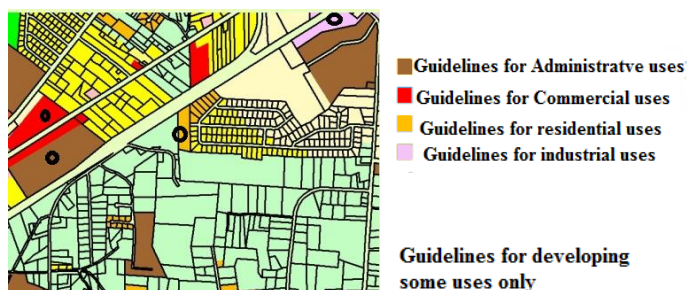 Guidelines for Administratve uses
Guidelines for Commercial uses
Guidelines for residential uses
Guidelines for industrial uses
Guidelines for developing
some uses only